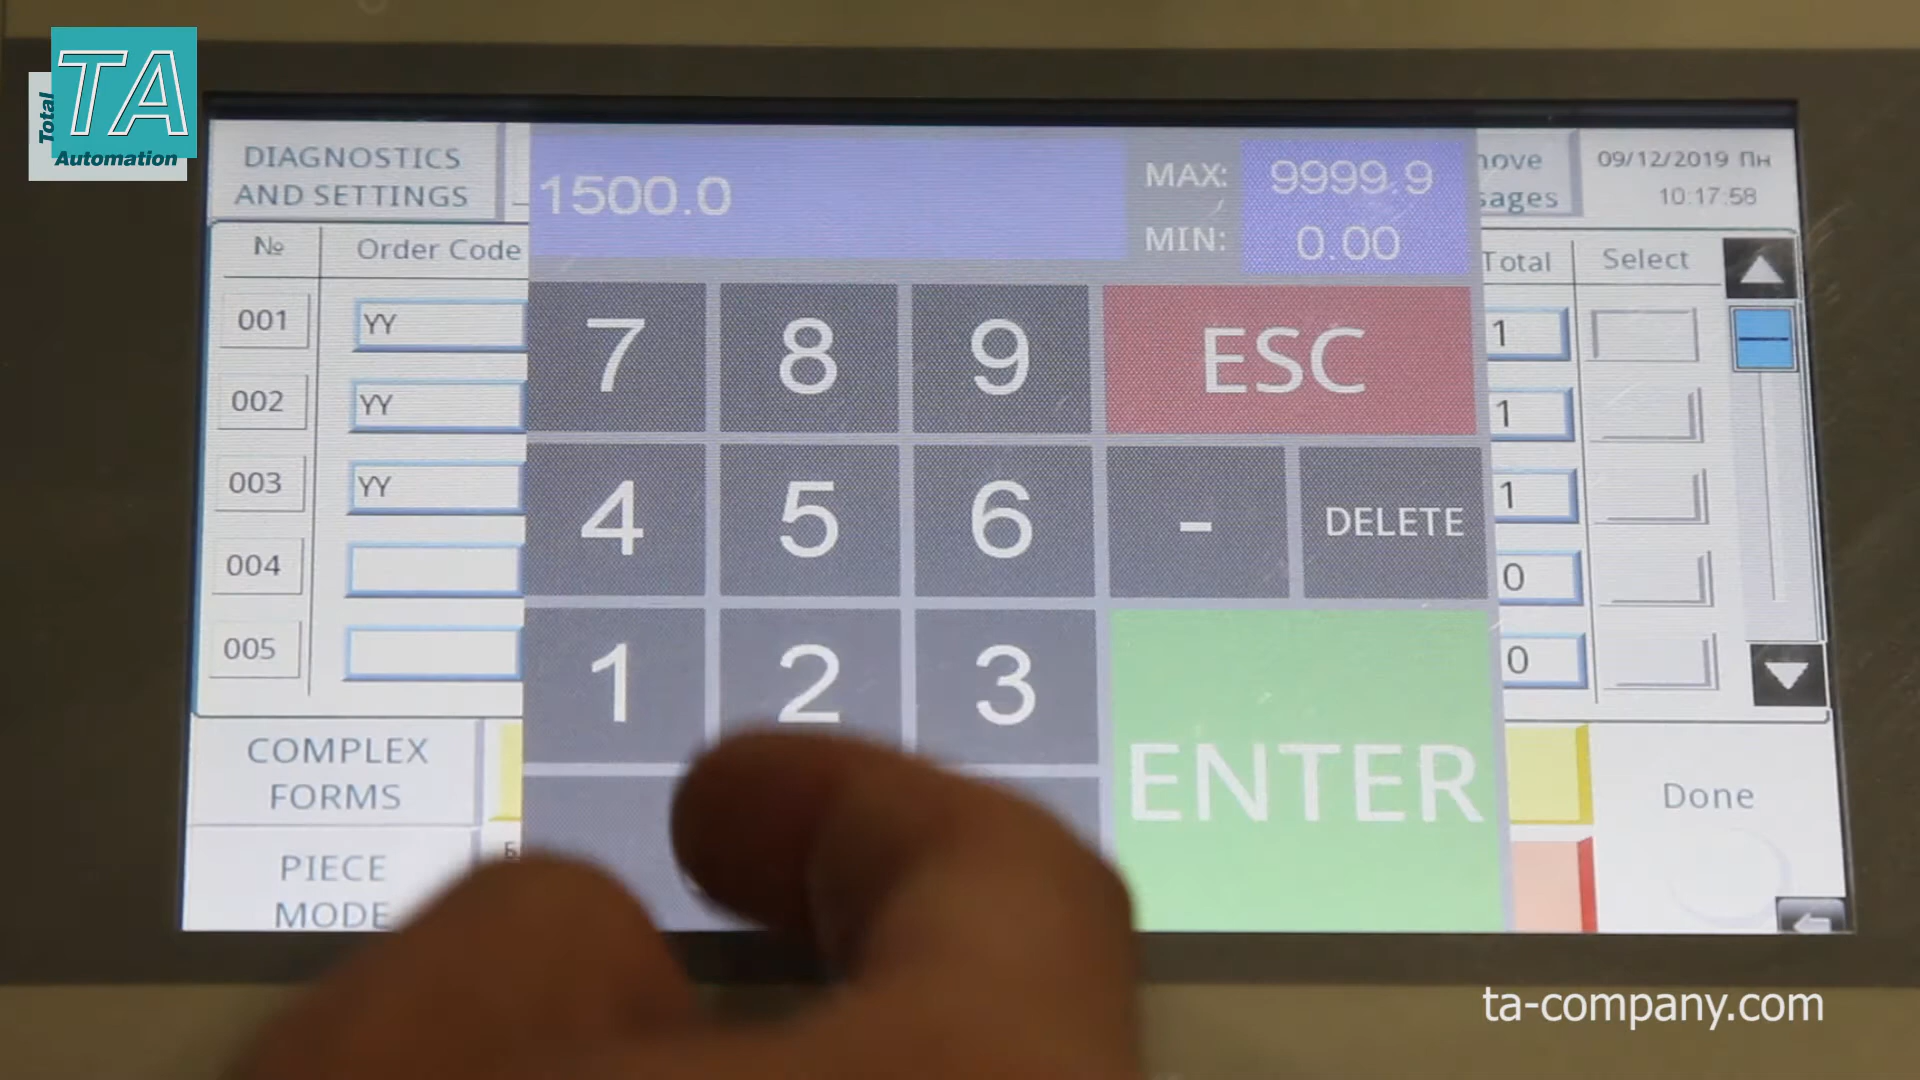 TA
Total
Automation
DIAGNOSTICS
AND SETTINGS
1500.0
MAX:
9999.9
MIN:
0.00
09/12/2019 Пн
10:17:58
№
Order Code
Total
Select
001
YY
1
002
YY
1
003
YY
1
004
0
005
0
7
8
9
ESC
4
5
6
-
DELETE
1
2
3
ENTER
COMPLEX
FORMS
PIECE
MODE
Done
ta-company.com